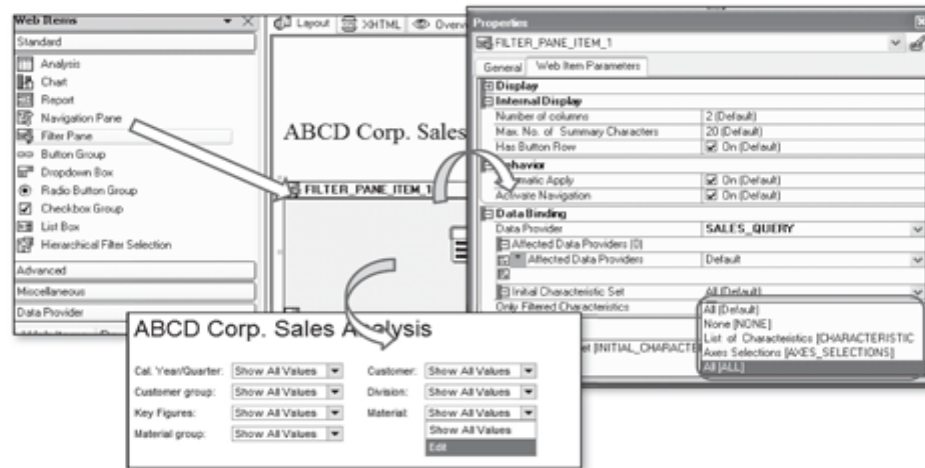 Web Items
Standard
Analysis
Chart
Report
Navigation Pane
Filter Pane
Button Group
Dropdown Box
Radio Button Group
Checkbox Group
List Box
Hierarchical Filter Selection
Advanced
Miscellaneous
Data Provider
Layout XHTML Overv
ABCD Corp. Sales
FILTER_PANE_ITEM_1
Properties
FILTER_PANE_ITEM_1
General Web Item Parameters
Display
Internal Display
Number of columns 2 (Default)
Max. No. of Summary Characters 20 (Default)
Has Button Row On (Default)
ehavior
matic Apply On (Default)
Activate Navigation On (Default)
Data Binding
Data Provider SALES_QUERY
Affected Data Providers (0)
* Affected Data Providers Default
Initial Characteristic Set All (Default)
Only Filtered Characteristics
All (Default)
None [NONE]
List of Characteristics [CHARACTERISTIC
Axes Selections [AXES_SELECTIONS]
All [ALL]
et [INITIAL_CHARACTE
ABCD Corp. Sales Analysis
Cal. Year/Quarter: Show All Values Customer: Show All Values
Customer group: Show All Values Division: Show All Values
Key Figures: Show All Values Material: Show All Values
Material group: Show All Values Show All Values
Edit